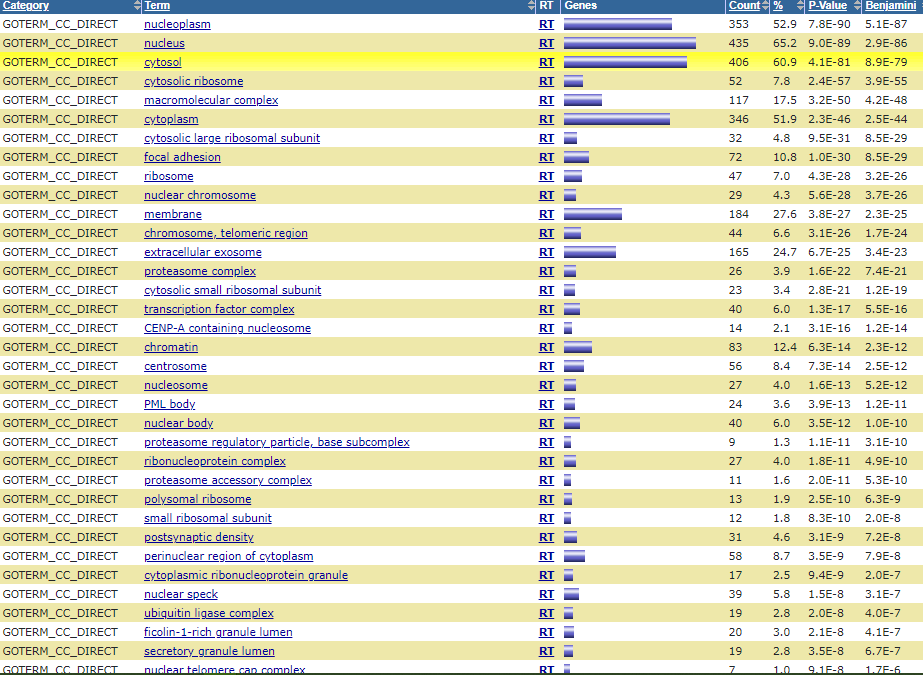 Category Term RT Genes Count % P-Value Benjamini
GOTERM_CC_DIRECT nucleoplasm RT 353 52.9 7.8E-90 5.1E-87
GOTERM_CC_DIRECT nucleus RT 435 65.2 9.0E-89 2.9E-86
GOTERM_CC_DIRECT cytosol RT 406 60.9 4.1E-81 8.9E-79
GOTERM_CC_DIRECT cytosolic ribosome RT 52 7.8 2.4E-57 3.9E-55
GOTERM_CC_DIRECT macromolecular complex RT 117 17.5 3.2E-50 4.2E-48
GOTERM_CC_DIRECT cytoplasm RT 346 51.9 2.3E-46 2.5E-44
GOTERM_CC_DIRECT cytosolic large ribosomal subunit RT 32 4.8 9.5E-31 8.5E-29
GOTERM_CC_DIRECT focal adhesion RT 72 10.8 1.0E-30 8.5E-29
GOTERM_CC_DIRECT ribosome RT 47 7.0 4.3E-28 3.2E-26
GOTERM_CC_DIRECT nuclear chromosome RT 29 4.3 5.6E-28 3.7E-26
GOTERM_CC_DIRECT membrane RT 184 27.6 3.8E-27 2.3E-25
GOTERM_CC_DIRECT chromosome, telomeric region RT 44 6.6 3.1E-26 1.7E-24
GOTERM_CC_DIRECT extracellular exosome RT 165 24.7 6.7E-25 3.4E-23
GOTERM_CC_DIRECT proteasome complex RT 26 3.9 1.6E-22 7.4E-21
GOTERM_CC_DIRECT cytosolic small ribosomal subunit RT 23 3.4 2.8E-21 1.2E-19
GOTERM_CC_DIRECT transcription factor complex RT 40 6.0 1.3E-17 5.5E-16
GOTERM_CC_DIRECT CENP-A containing nucleosome RT 14 2.1 3.1E-16 1.2E-14
GOTERM_CC_DIRECT chromatin RT 83 12.4 6.3E-14 2.3E-12
GOTERM_CC_DIRECT centrosome RT 56 8.4 7.3E-14 2.5E-12
GOTERM_CC_DIRECT nucleosome RT 27 4.0 1.6E-13 5.2E-12
GOTERM_CC_DIRECT PML body RT 24 3.6 3.9E-13 1.2E-11
GOTERM_CC_DIRECT nuclear body RT 40 6.0 3.5E-12 1.0E-10
GOTERM_CC_DIRECT proteasome regulatory particle, base subcomplex RT 9 1.3 1.1E-11 3.1E-10
GOTERM_CC_DIRECT ribonucleoprotein complex RT 27 4.0 1.8E-11 4.9E-10
GOTERM_CC_DIRECT proteasome accessory complex RT 11 1.6 2.0E-11 5.3E-10
GOTERM_CC_DIRECT polysomal ribosome RT 13 1.9 2.5E-10 6.3E-9
GOTERM_CC_DIRECT small ribosomal subunit RT 12 1.8 8.3E-10 2.0E-8
GOTERM_CC_DIRECT postsynaptic density RT 31 4.6 3.1E-9 7.2E-8
GOTERM_CC_DIRECT perinuclear region of cytoplasm RT 58 8.7 3.5E-9 7.9E-8
GOTERM_CC_DIRECT cytoplasmic ribonucleoprotein granule RT 17 2.5 9.4E-9 2.0E-7
GOTERM_CC_DIRECT nuclear speck RT 39 5.8 1.5E-8 3.1E-7
GOTERM_CC_DIRECT ubiquitin ligase complex RT 19 2.8 2.0E-8 4.0E-7
GOTERM_CC_DIRECT ficolin-1-rich granule lumen RT 20 3.0 2.1E-8 4.1E-7
GOTERM_CC_DIRECT secretory granule lumen RT 19 2.8 3.5E-8 6.7E-7
GOTERM_CC_DIRECT nuclear telomere cap complex RT 7 1.0 9.1E-8 1.7E-6